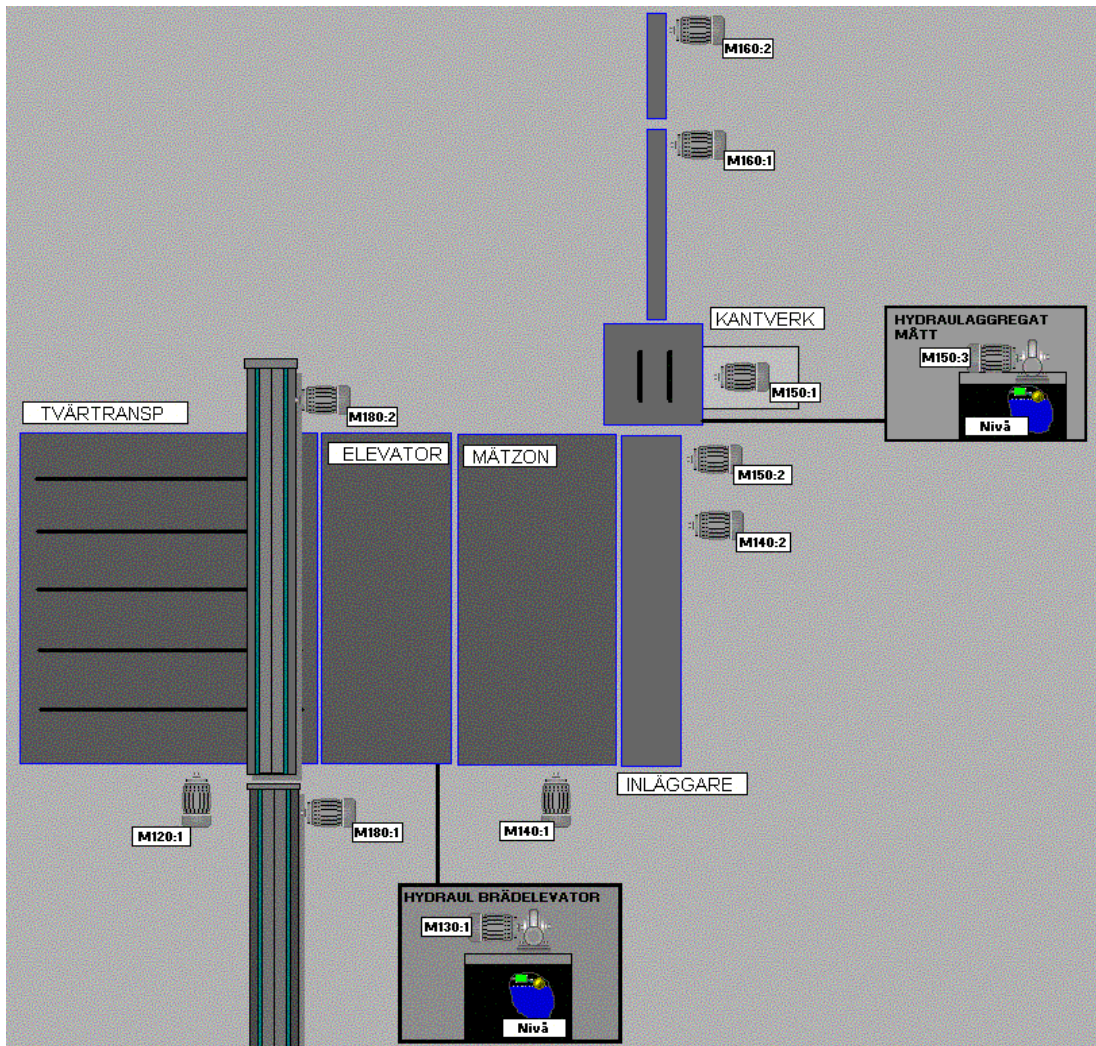 M160:2
M160:1
KANTVERK
HYDRAULAGGREGAT
MÅTT
M150:3
M150:1
Nivå
M180:2
TVÄRTRANSP
ELEVATOR
MÄTZON
M150:2
M140:2
INLÄGGARE
M120:1
M180:1
M140:1
HYDRAUL BRÄDELEVATOR
M130:1
Nivå